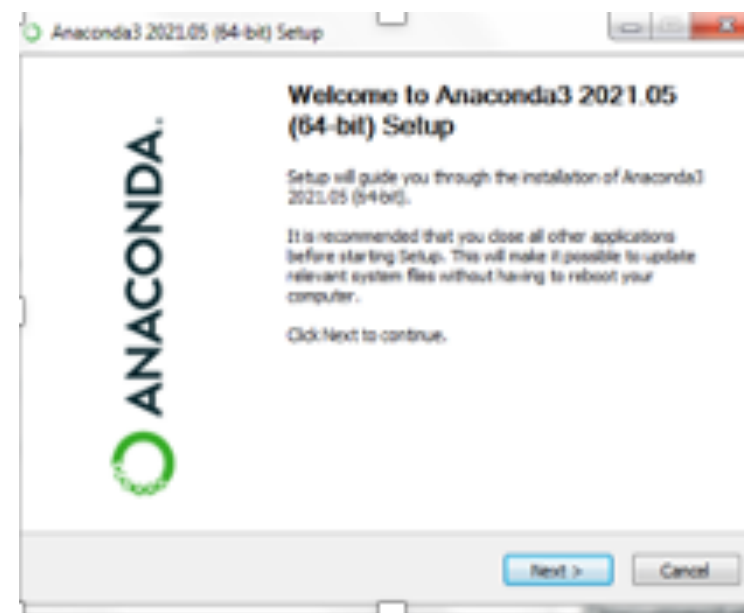 Anaconda3 2021.05 (64-bit) Setup
Welcome to Anaconda3 2021.05
(64-bit) Setup
Setup will guide you through the installation of Anaconda3
2021.05 (64-bit).
It is recommended that you close all other applications
before starting Setup. This will make it possible to update
relevant system files without having to reboot your
computer.
Click Next to continue.
ANACONDA.
Next >
Cancel